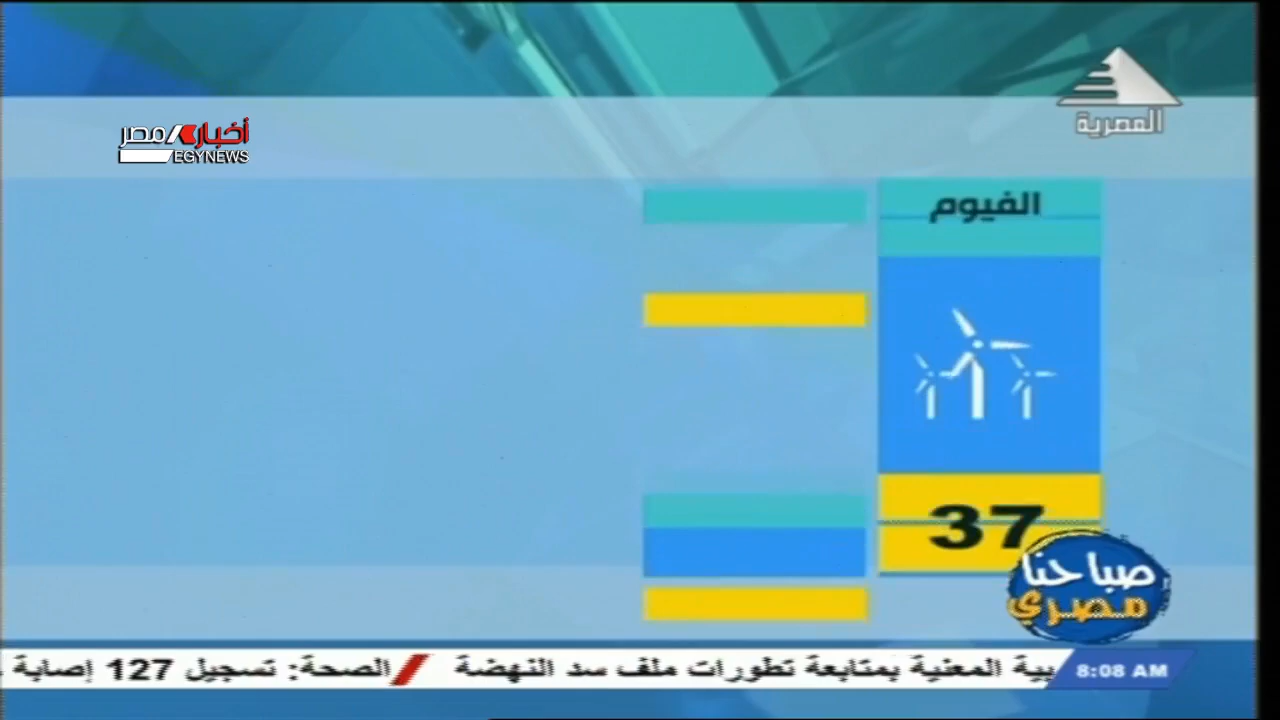 أخبار مصر
EGYNEWS
المصرية
الفيوم
37
صباحنا
مصري
8:08 AM
المعنية بمتابعة تطورات ملف سد النهضة / الصحة: تسجيل 127 إصابة